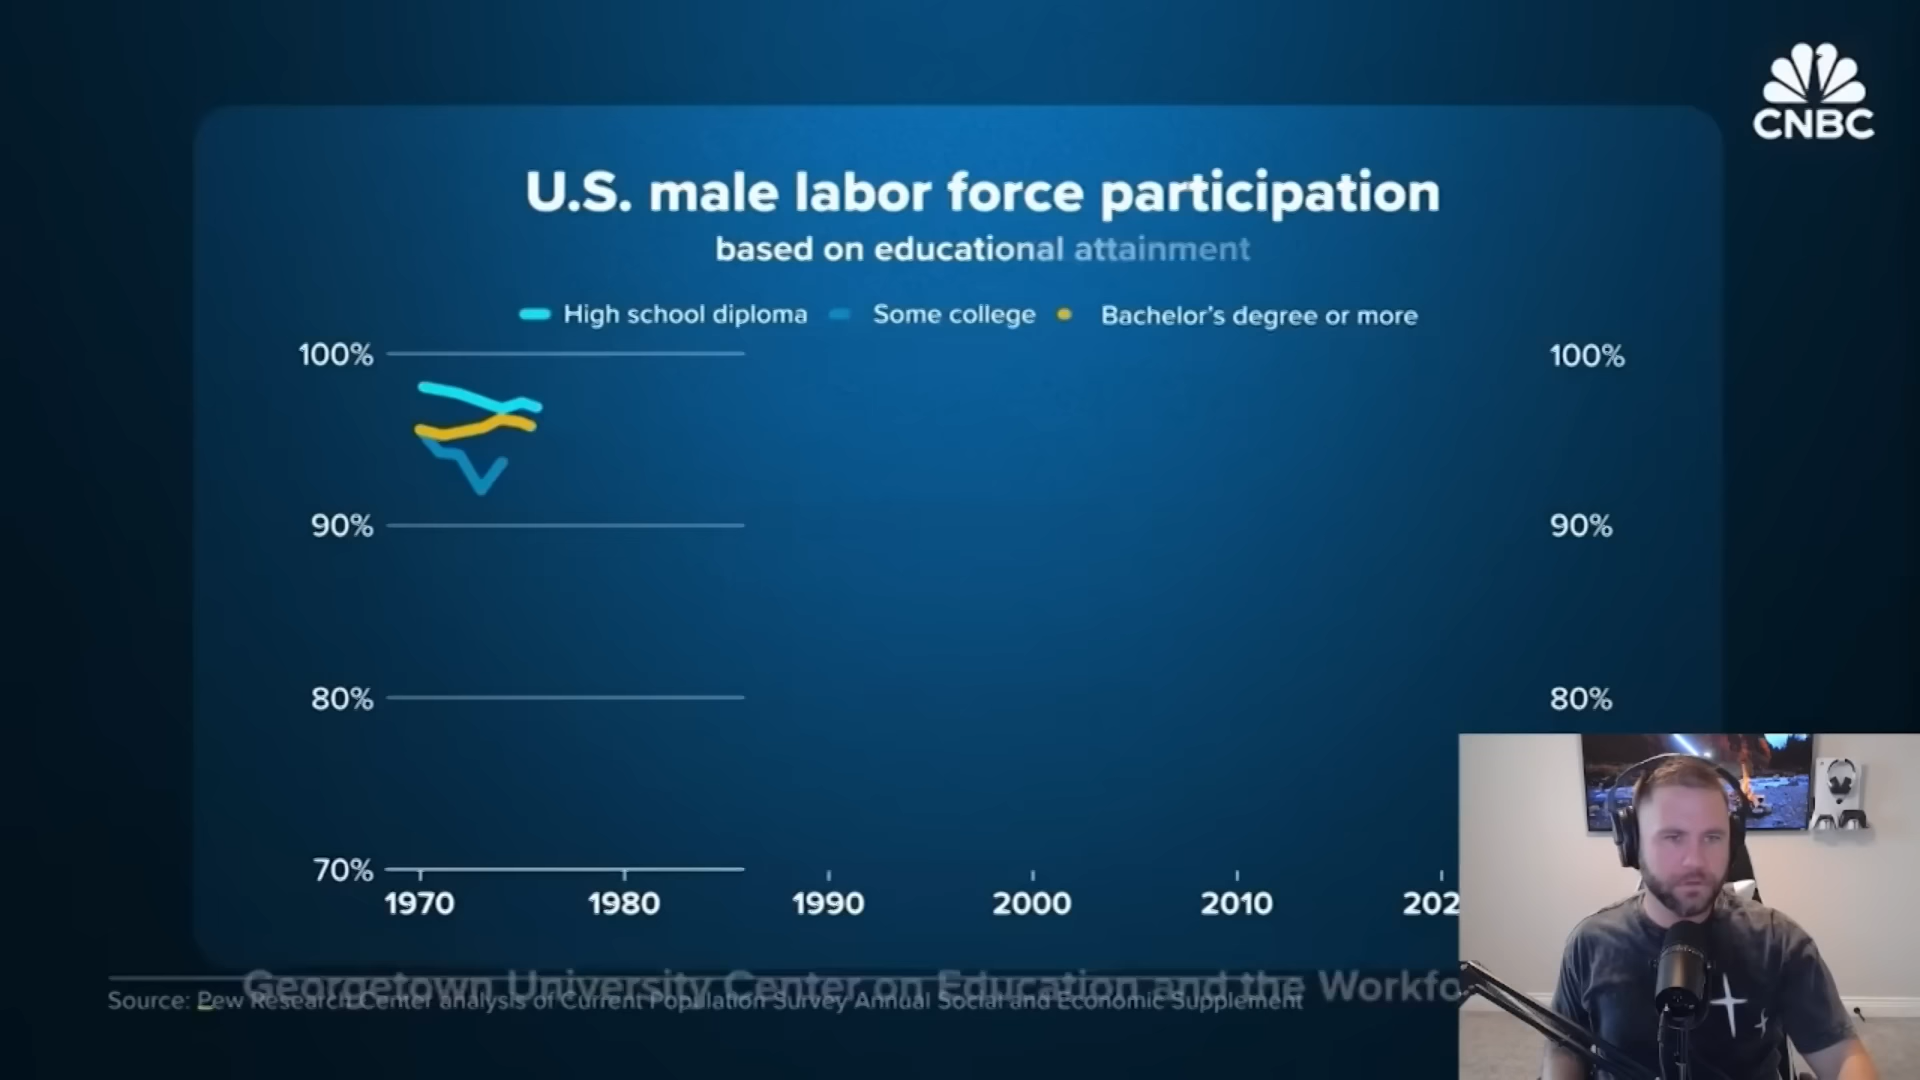 CNBC
U.S. male labor force participation
based on educational attainment
High school diploma Some college Bachelor's degree or more
100% 100%
90% 90%
80% 80%
70%
1970 1980 1990 2000 2010 202
Georgetown University Center on Education and the Workfo
Source: Pew Research Center analysis of Current Population Survey Annual Social and Economic Supplement